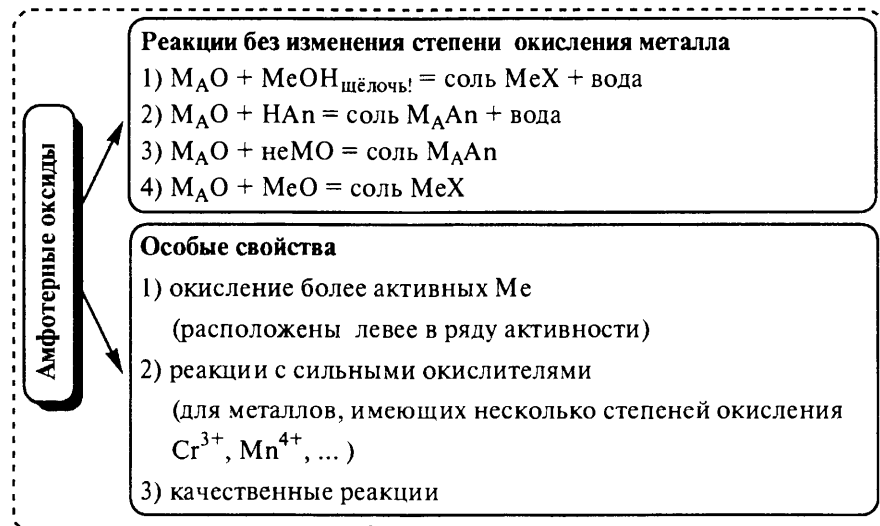 Амфотерные оксиды
Реакции без изменения степени окисления металла
1) MAO + MeOHщёлочь! = соль MeX + вода
2) MAO + HAn = соль MAAn + вода
3) MAO + неMO = соль MAAn
4) MAO + MeO = соль MeX
Особые свойства
1) окисление более активных Me
(расположены левее в ряду активности)
2) реакции с сильными окислителями
(для металлов, имеющих несколько степеней окисления
Cr³⁺, Mn⁴⁺, ... )
3) качественные реакции